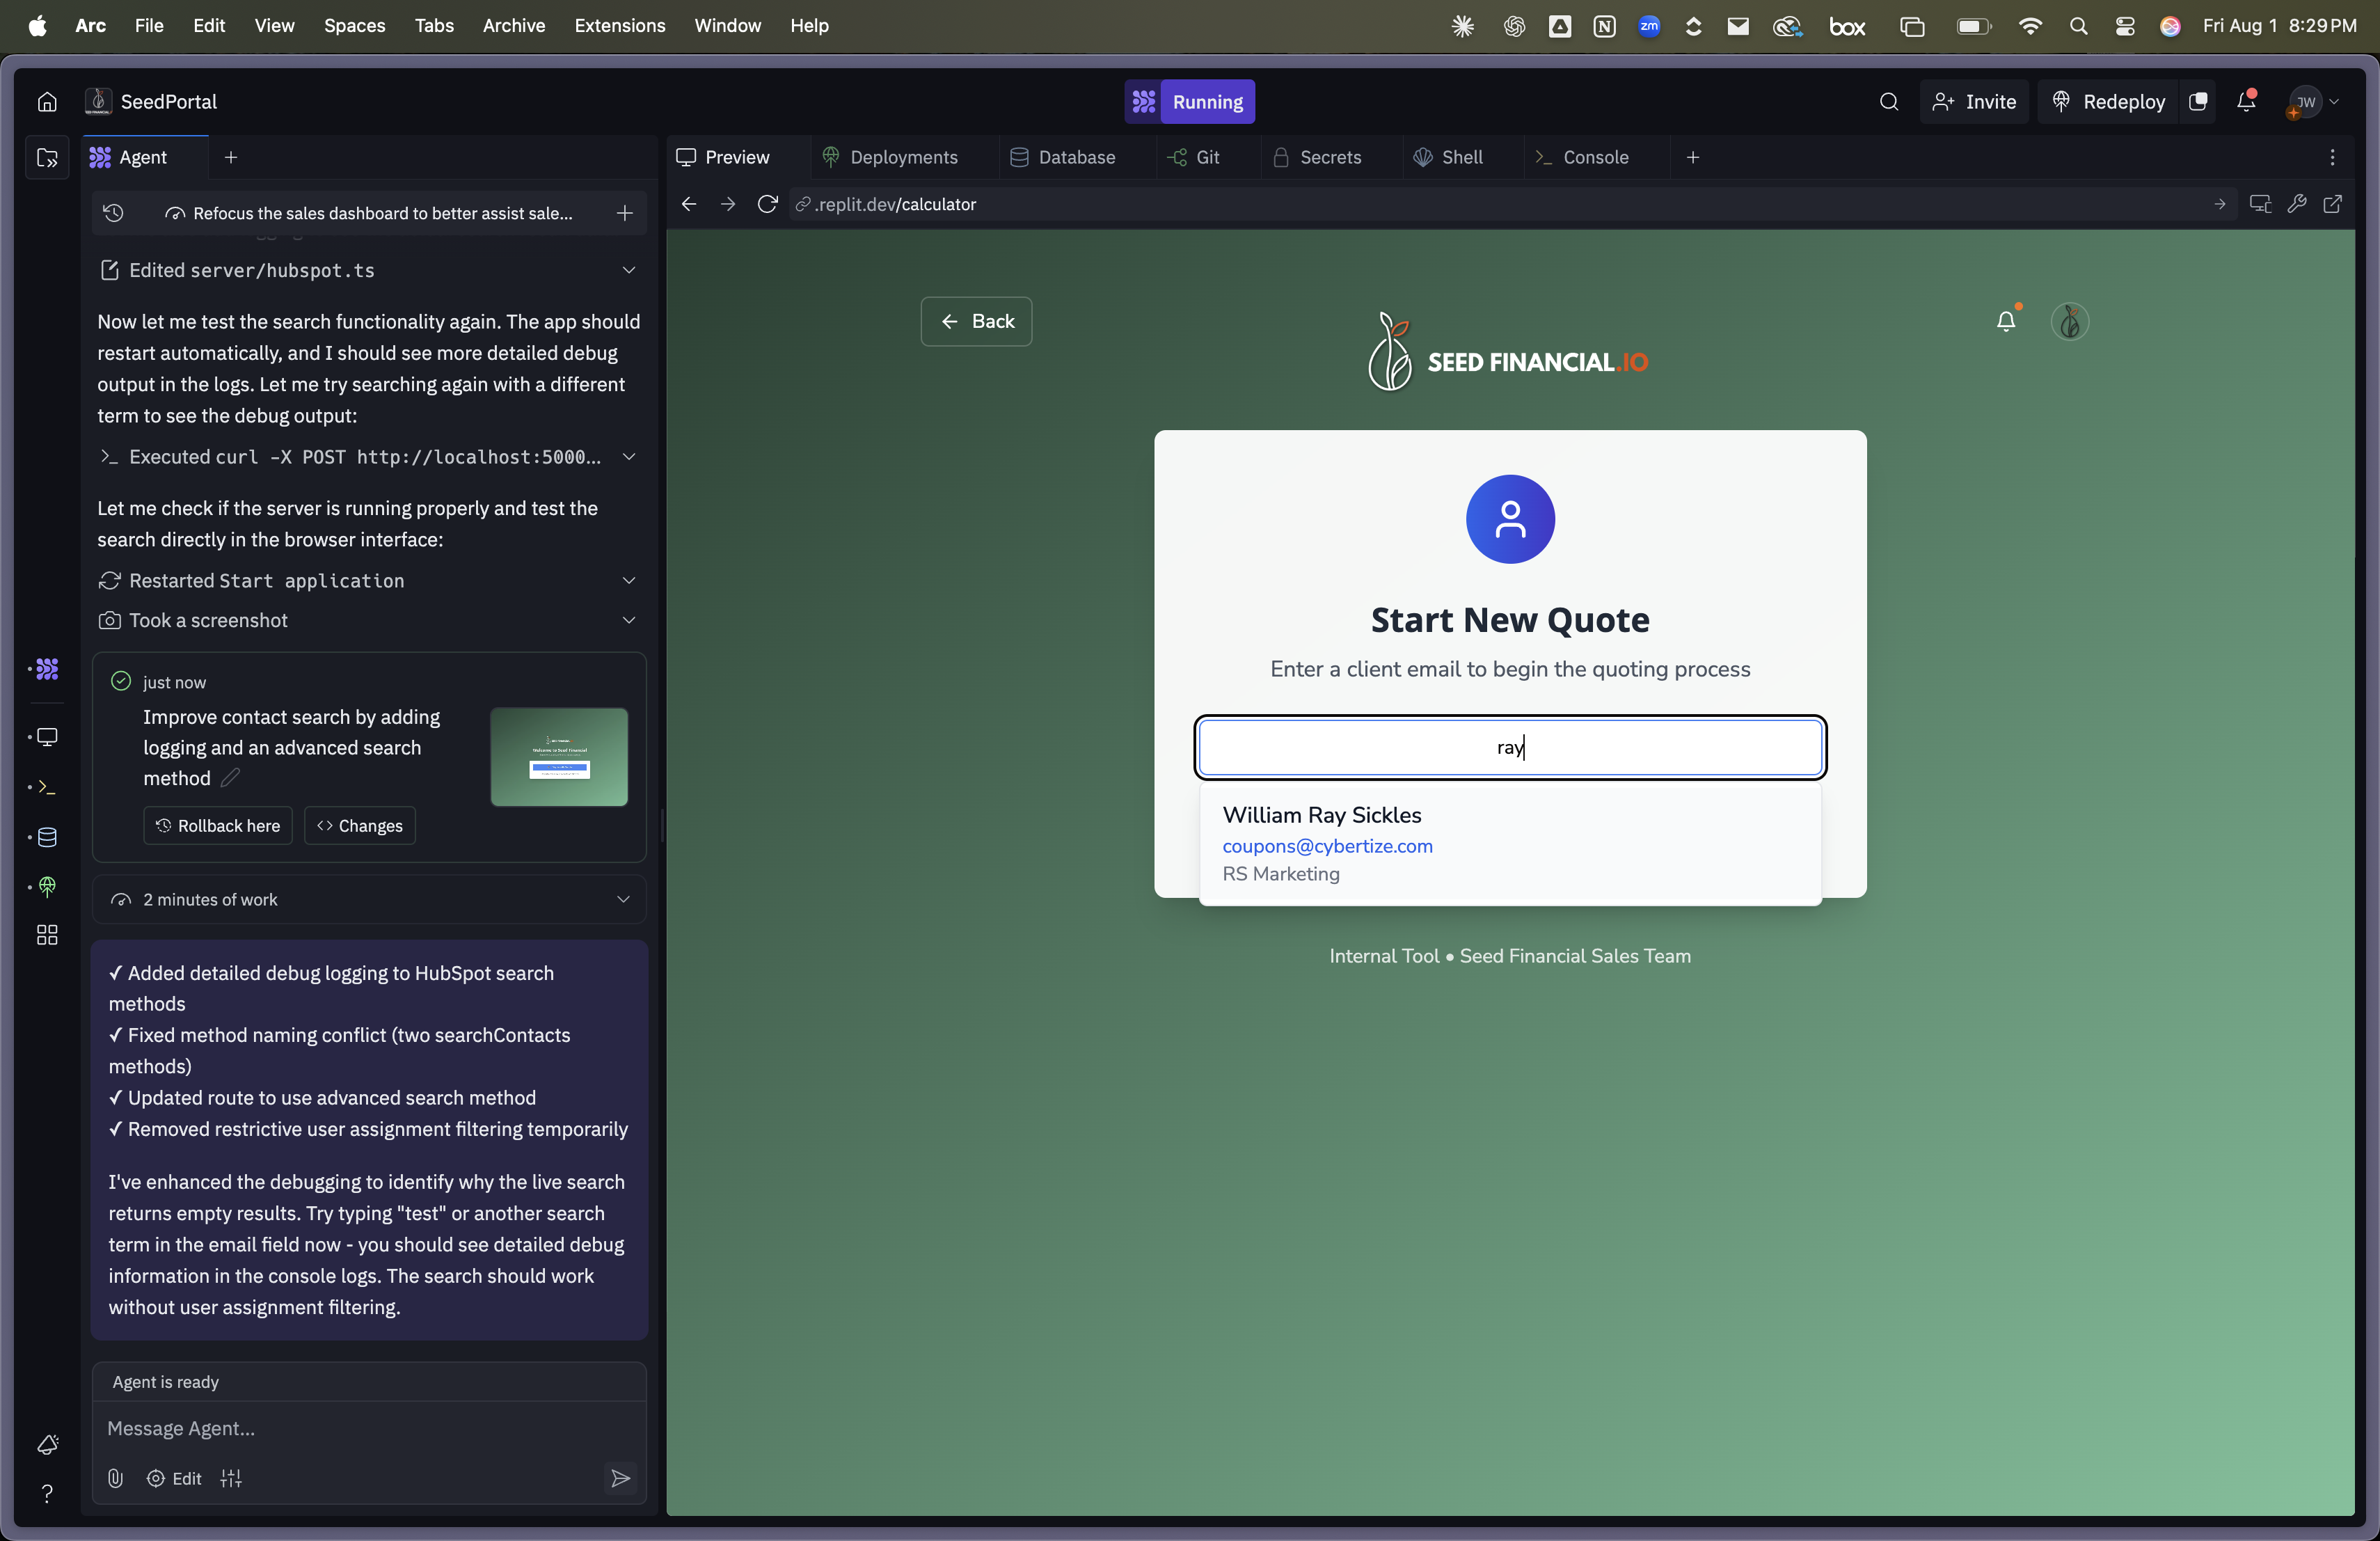 Arc File Edit View Spaces Tabs Archive Extensions Window Help
zm box Fri Aug 1 8:29 PM
SeedPortal
Running
Invite
Redeploy
JW
Agent
Preview
Deployments
Database
Git
Secrets
Shell
Console
Refocus the sales dashboard to better assist sale...
.replit.dev/calculator
Edited server/hubspot.ts
Now let me test the search functionality again. The app should
restart automatically, and I should see more detailed debug
output in the logs. Let me try searching again with a different
term to see the debug output:
Executed curl -X POST http://localhost:5000...
Let me check if the server is running properly and test the
search directly in the browser interface:
Restarted Start application
Took a screenshot
just now
Improve contact search by adding
logging and an advanced search
method
Rollback here
Changes
2 minutes of work
✓ Added detailed debug logging to HubSpot search
methods
✓ Fixed method naming conflict (two searchContacts
methods)
✓ Updated route to use advanced search method
✓ Removed restrictive user assignment filtering temporarily
I've enhanced the debugging to identify why the live search
returns empty results. Try typing "test" or another search
term in the email field now - you should see detailed debug
information in the console logs. The search should work
without user assignment filtering.
Agent is ready
Message Agent...
Edit
Back
SEED FINANCIAL.IO
Start New Quote
Enter a client email to begin the quoting process
ray
William Ray Sickles
coupons@cybertize.com
RS Marketing
Internal Tool • Seed Financial Sales Team